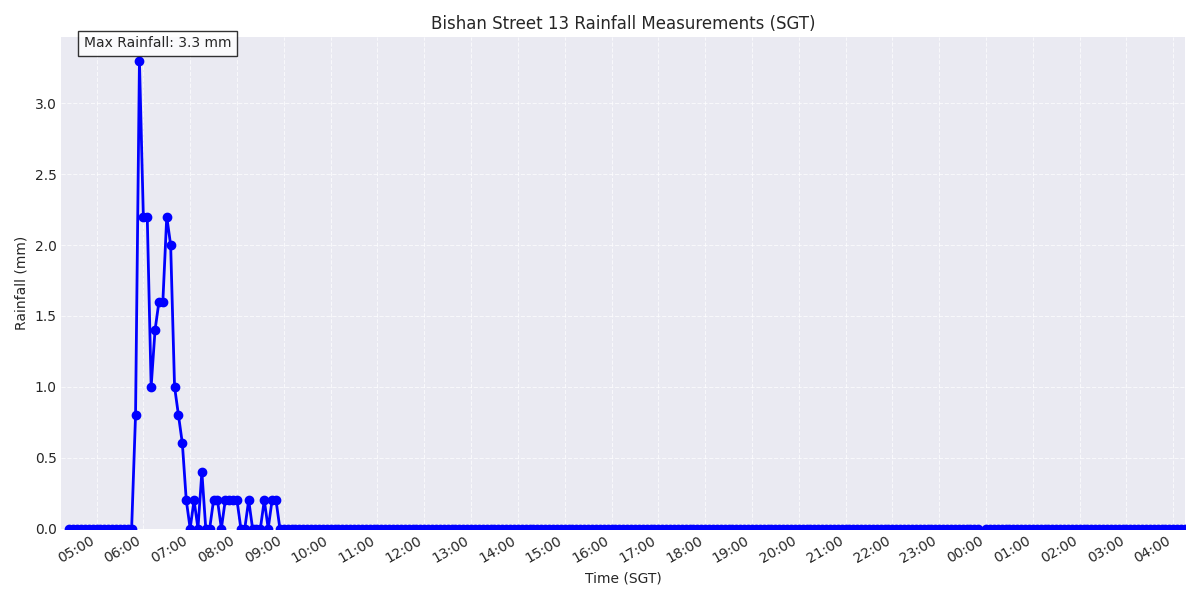 Bishan Street 13 Rainfall Measurements (SGT)
Max Rainfall: 3.3 mm
3.0
2.5
2.0
1.5
1.0
0.5
0.0
Rainfall (mm)
05:00 06:00 07:00 08:00 09:00 10:00 11:00 12:00 13:00 14:00 15:00 16:00 17:00 18:00 19:00 20:00 21:00 22:00 23:00 00:00 01:00 02:00 03:00 04:00
Time (SGT)